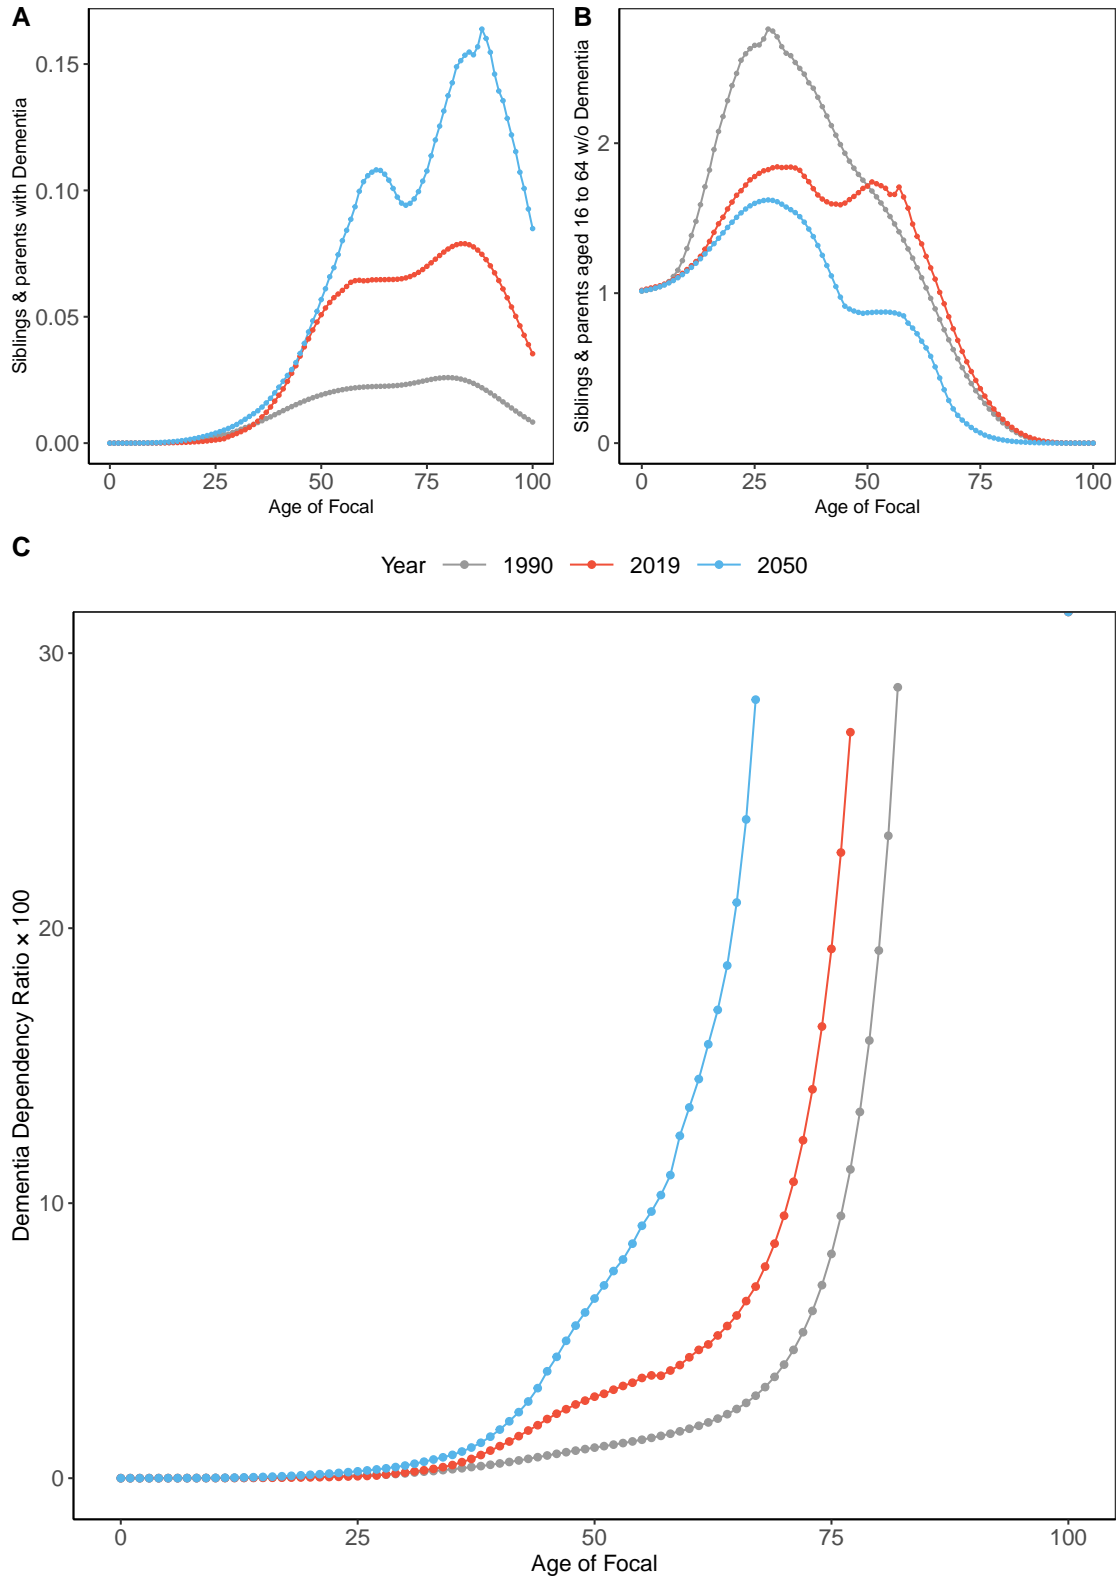 A
B
Siblings & parents with Dementia
0.15
0.10
0.05
0.00
0 25 50 75 100
Age of Focal
Siblings & parents aged 16 to 64 w/o Dementia
2
1
0
0 25 50 75 100
Age of Focal
C
Year 1990 2019 2050
Dementia Dependency Ratio × 100
30
20
10
0
0 25 50 75 100
Age of Focal